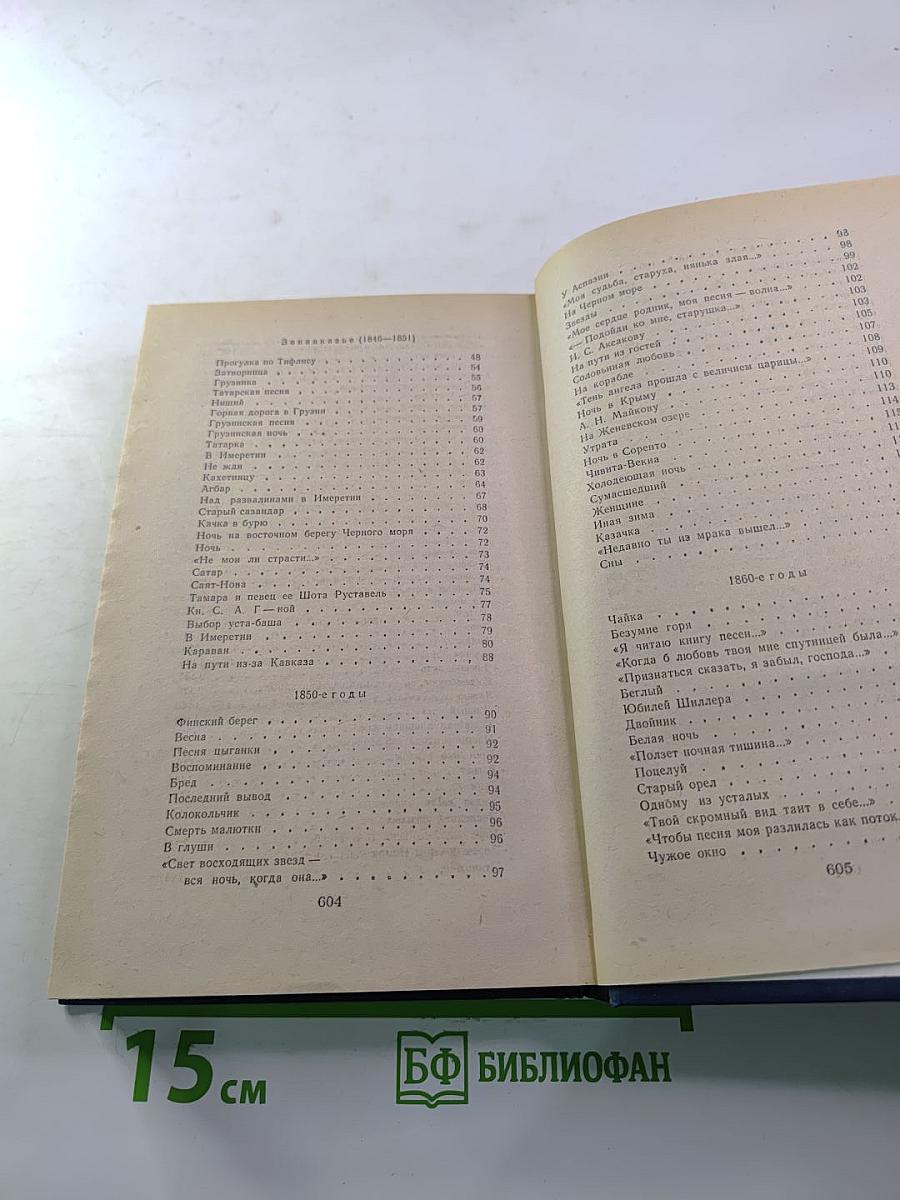 Закавказье (1846—1851)
Прогулка по Тифлису 48
Затворница 54
Грузинка 55
Татарская песня 56
Нищий 57
Горная дорога в Грузии 57
Грузинская песня 59
Грузинская ночь 60
Татарка 60
В Имеретии 62
Не жди 62
Кахетинцу 63
Агбар 64
Над развалинами в Имеретии 67
Старый сазандар 68
Качка в бурю 70
Ночь на восточном берегу Черного моря 72
Ночь 72
«Не мои ли страсти...» 73
Сатар 74
Саят-Нова 74
Тамара и певец ее Шота Руставель 75
Кн. С. А. Г—ной 77
Выбор уста-баша 78
В Имеретии 79
Караван 80
На пути из-за Кавказа 88
1850-е годы
Финский берег 90
Весна 91
Песня цыганки 92
Воспоминание 92
Бред 94
Последний вывод 94
Колокольчик 95
Смерть малютки 96
В глуши 96
«Свет восходящих звезд —
вся ночь, когда она...» 97
604
У Аспазии 98
«Моя судьба, старуха, нянька злая...» 98
На Черном море 99
Звезды 102
«Мое сердце родник, моя песня — волна...» 102
«— Подойди ко мне, старушка...» 103
И. С. Аксакову 103
На пути из гостей 105
Соловьиная любовь 107
На корабле 108
«Тень ангела прошла с величием царицы...» 109
Ночь в Крыму 110
А. Н. Майкову 110
На Женевском озере 113
Утрата
Ночь в Соренто 114
Чивита-Векиа
Холодеющая ночь
Сумасшедший
Женщине
Иная зима
Казачка
«Недавно ты из мрака вышел...»
Сны
1860-е годы
Чайка
Безумие горя
«Я читаю книгу песен...»
«Когда б любовь твоя мне спутницей была...»
«Признаться сказать, я забыл, господа...»
Беглый
Юбилей Шиллера
Двойник
Белая ночь
«Ползет ночная тишина...»
Поцелуй
Старый орел
Одному из усталых
«Твой скромный вид таит в себе...»
«Чтобы песня моя разлилась как поток.
Чужое окно
605
15 см
БФ БИБЛИОФАН